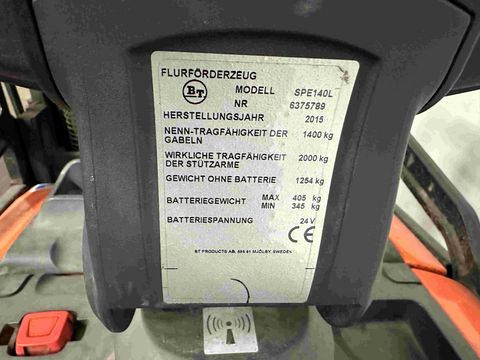 FLURFÖRDERZEUG
BT MODELL SPE140L
NR 6375789
HERSTELLUNGSJAHR 2015
NENN-TRAGFÄHIGKEIT DER GABELN 1400 kg
WIRKLICHE TRAGFÄHIGKEIT DER STÜTZARME 2000 kg
GEWICHT OHNE BATTERIE 1254 kg
BATTERIEGEWICHT MAX 405 kg
MIN 345 kg
BATTERIESPANNUNG 24 V
CE
BT PRODUCTS AB, 595 81 MJÖLBY, SWEDEN